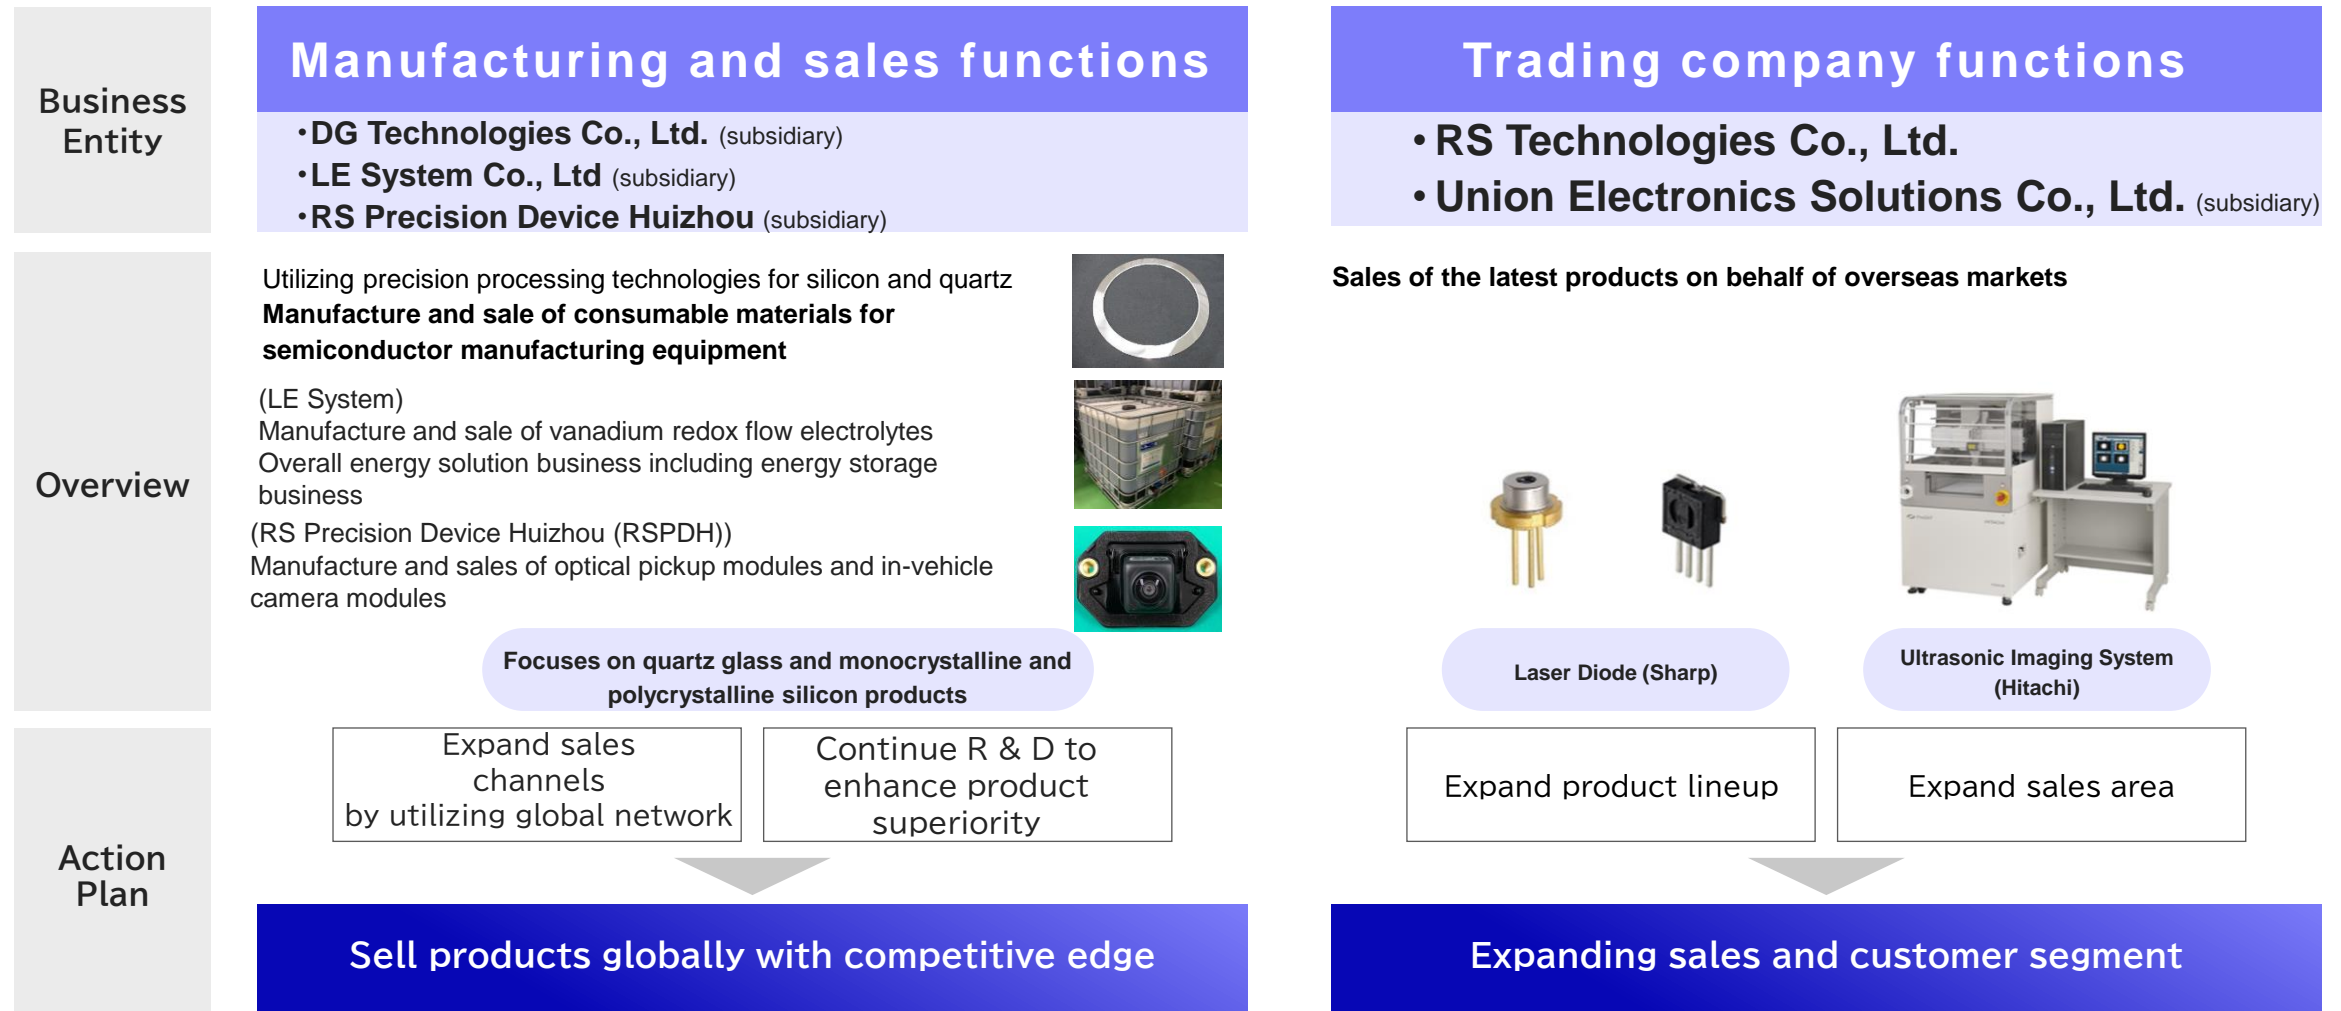 Business
Entity
Manufacturing and sales functions
・DG Technologies Co., Ltd. (subsidiary)
・LE System Co., Ltd (subsidiary)
・RS Precision Device Huizhou (subsidiary)
Trading company functions
・RS Technologies Co., Ltd.
・Union Electronics Solutions Co., Ltd. (subsidiary)
Overview
Utilizing precision processing technologies for silicon and quartz
Manufacture and sale of consumable materials for
semiconductor manufacturing equipment
(LE System)
Manufacture and sale of vanadium redox flow electrolytes
Overall energy solution business including energy storage
business
(RS Precision Device Huizhou (RSPDH))
Manufacture and sales of optical pickup modules and in-vehicle
camera modules
Focuses on quartz glass and monocrystalline and
polycrystalline silicon products
Sales of the latest products on behalf of overseas markets
Laser Diode (Sharp)
Ultrasonic Imaging System
(Hitachi)
Action
Plan
Expand sales
channels
by utilizing global network
Continue R & D to
enhance product
superiority
Sell products globally with competitive edge
Expand product lineup
Expand sales area
Expanding sales and customer segment